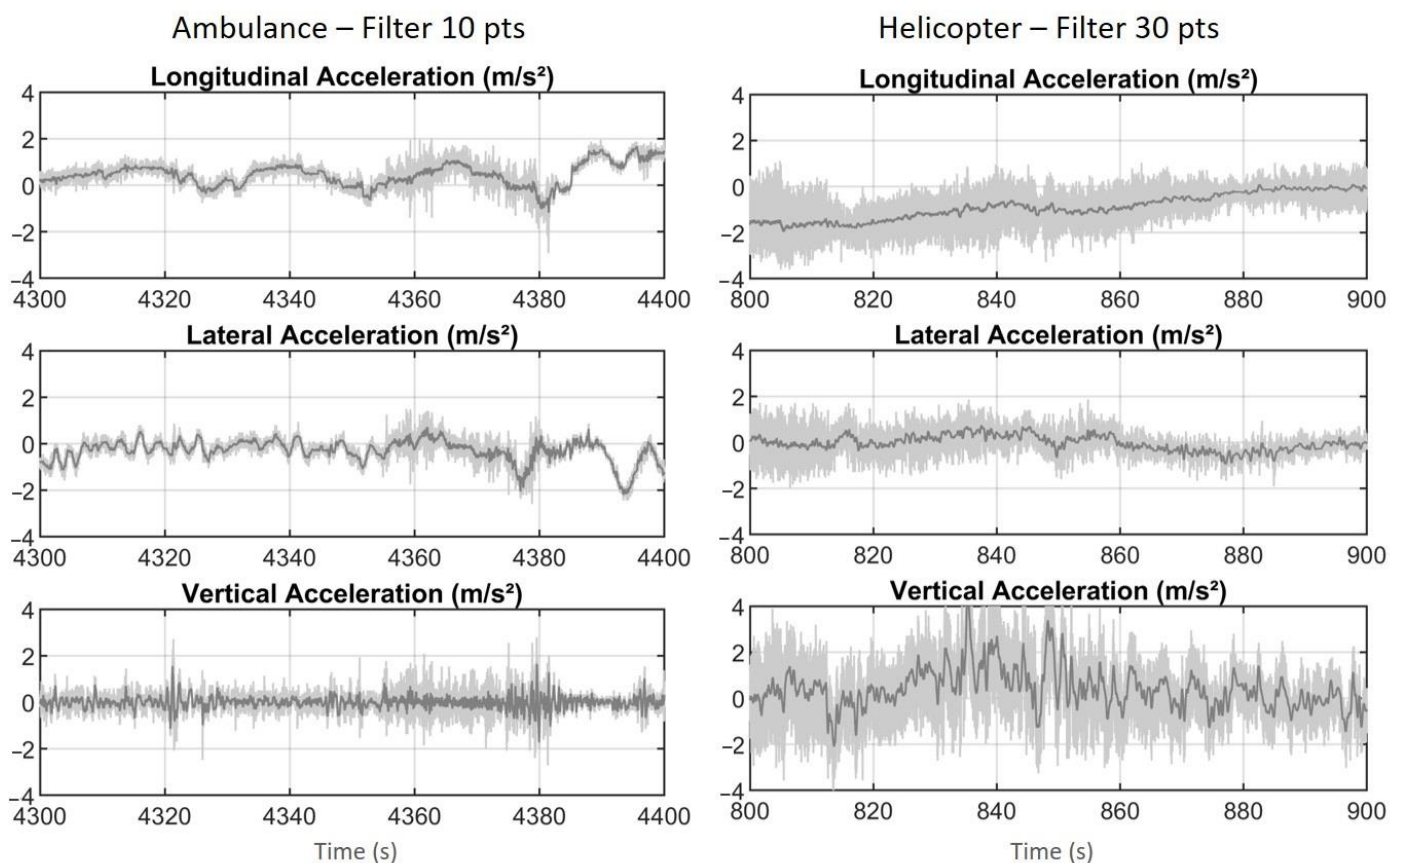 Ambulance – Filter 10 pts
Longitudinal Acceleration (m/s²)
4
2
0
−2
−4
4300 4320 4340 4360 4380 4400
Lateral Acceleration (m/s²)
4
2
0
−2
−4
4300 4320 4340 4360 4380 4400
Vertical Acceleration (m/s²)
4
2
0
−2
−4
4300 4320 4340 4360 4380 4400
Time (s)
Helicopter – Filter 30 pts
Longitudinal Acceleration (m/s²)
4
2
0
−2
−4
800 820 840 860 880 900
Lateral Acceleration (m/s²)
4
2
0
−2
−4
800 820 840 860 880 900
Vertical Acceleration (m/s²)
4
2
0
−2
−4
800 820 840 860 880 900
Time (s)